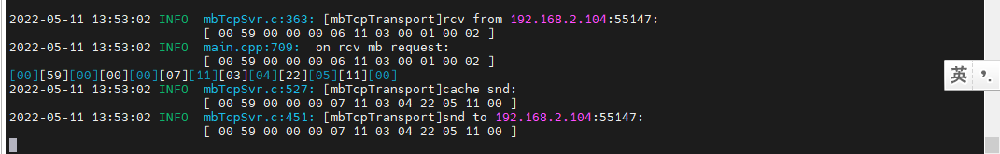 2022-05-11 13:53:02 INFO  mbTcpSvr.c:363: [mbTcpTransport]rcv from 192.168.2.104:55147:
[ 00 59 00 00 00 06 11 03 00 01 00 02 ]
2022-05-11 13:53:02 INFO  main.cpp:709:  on rcv mb request:
[ 00 59 00 00 00 06 11 03 00 01 00 02 ]
[00][59][00][00][00][07][11][03][04][22][05][11][00]
2022-05-11 13:53:02 INFO  mbTcpSvr.c:527: [mbTcpTransport]cache snd:
[ 00 59 00 00 00 07 11 03 04 22 05 11 00 ]
2022-05-11 13:53:02 INFO  mbTcpSvr.c:451: [mbTcpTransport]snd to 192.168.2.104:55147:
[ 00 59 00 00 00 07 11 03 04 22 05 11 00 ]
英 ’.